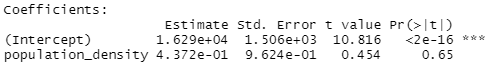 Coefficients:
Estimate Std. Error t value Pr(>|t|)
(Intercept) 1.629e+04 1.506e+03 10.816 <2e-16 ***
population_density 4.372e-01 9.624e-01 0.454 0.65